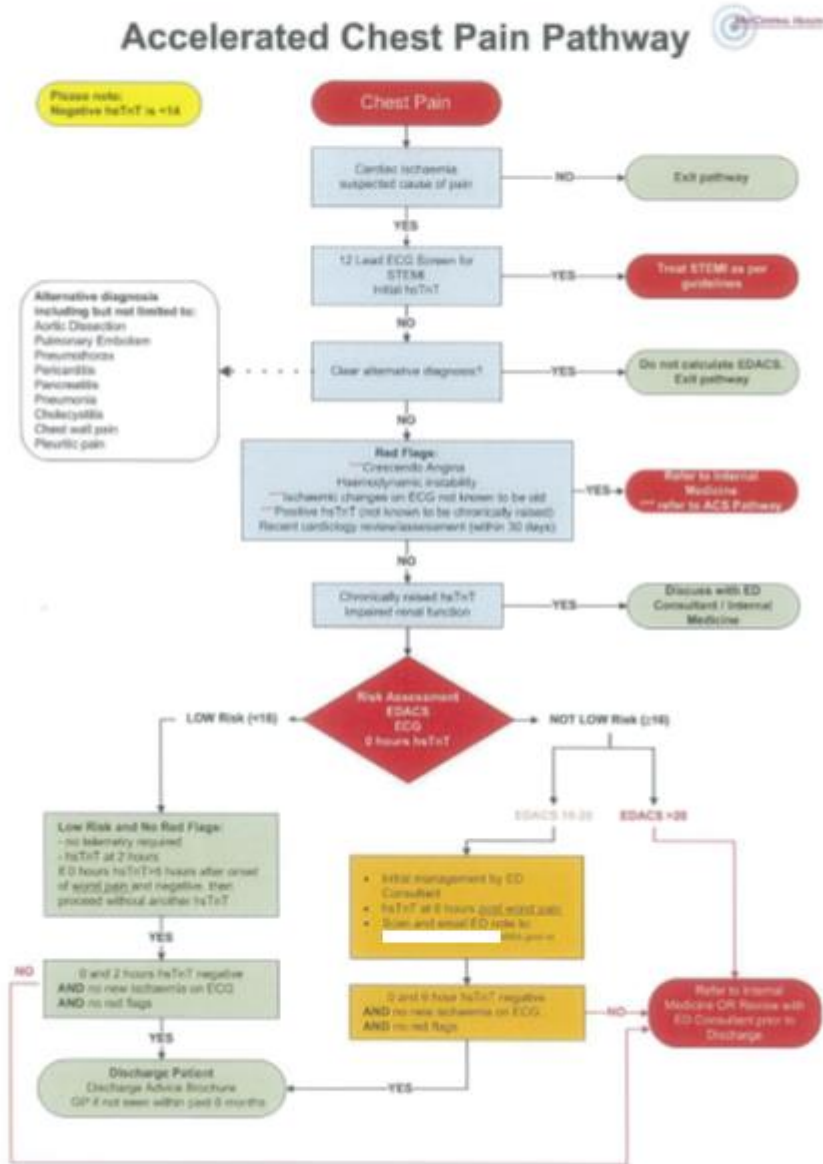 Accelerated Chest Pain Pathway
Please note:
Negative hsTnT is <14
Chest Pain
Cardiac Ischaemia
suspected cause of pain
NO
Exit pathway
YES
12 Lead ECG Screen for
STEMI
Initial hsTnT
YES
Treat STEMI as per
guidelines
NO
Alternative diagnosis
including but not limited to:
Aortic Dissection
Pulmonary Embolism
Pneumothorax
Pericarditis
Pancreatitis
Pneumonia
Cholecystitis
Chest wall pain
Pleuritic pain
Clear alternative diagnosis?
YES
Do not calculate EDACS.
Exit pathway
NO
Red Flags:
***Crescendo Angina
Haemodynamic instability
***Ischaemic changes on ECG not known to be old
***Positive hsTnT (not known to be chronically raised)
Recent cardiology review/assessment (within 30 days)
YES
Refer to Internal
Medicine
*** refer to ACS Pathway
NO
Chronically raised hsTnT
Impaired renal function
YES
Discuss with ED
Consultant / Internal
Medicine
Risk Assessment
EDACS
ECG
0 hours hsTnT
LOW Risk (<16)
NOT LOW Risk (≥16)
EDACS 16-20
EDACS >20
Low Risk and No Red Flags:
- no telemetry required
- hsTnT at 2 hours
If 0 hours hsTnT>6 hours after onset
of worst pain and negative, then
proceed without another hsTnT
• Initial management by ED
Consultant
• hsTnT at 6 hours post worst pain
• Scan and email ED note to:
YES
NO
0 and 2 hours hsTnT negative
AND no new ischaemia on ECG
AND no red flags
0 and 6 hour hsTnT negative
AND no new ischaemia on ECG.
AND no red flags
NO
Refer to Internal
Medicine OR Review with
ED Consultant prior to
Discharge
YES
YES
Discharge Patient
Discharge Advice Brochure
GP if not seen within past 6 months